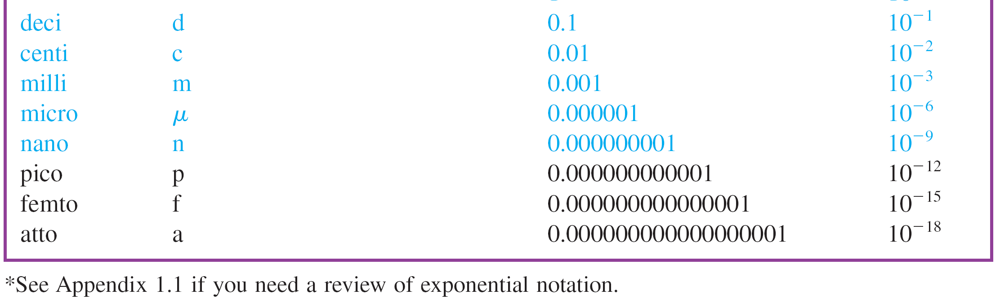 deci d 0.1 10⁻¹
centi c 0.01 10⁻²
milli m 0.001 10⁻³
micro μ 0.000001 10⁻⁶
nano n 0.000000001 10⁻⁹
pico p 0.000000000001 10⁻¹²
femto f 0.000000000000001 10⁻¹⁵
atto a 0.000000000000000001 10⁻¹⁸
*See Appendix 1.1 if you need a review of exponential notation.